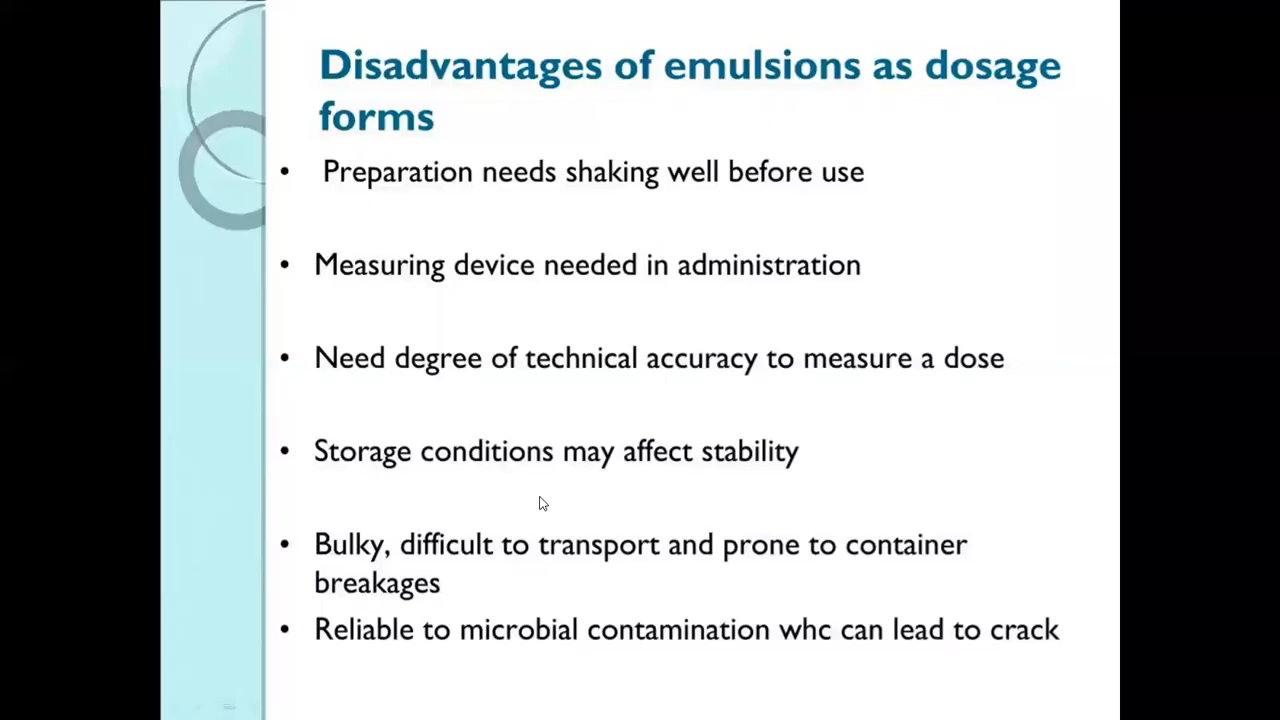 Disadvantages of emulsions as dosage
forms
• Preparation needs shaking well before use
• Measuring device needed in administration
• Need degree of technical accuracy to measure a dose
• Storage conditions may affect stability
• Bulky, difficult to transport and prone to container
breakages
• Reliable to microbial contamination whc can lead to crack